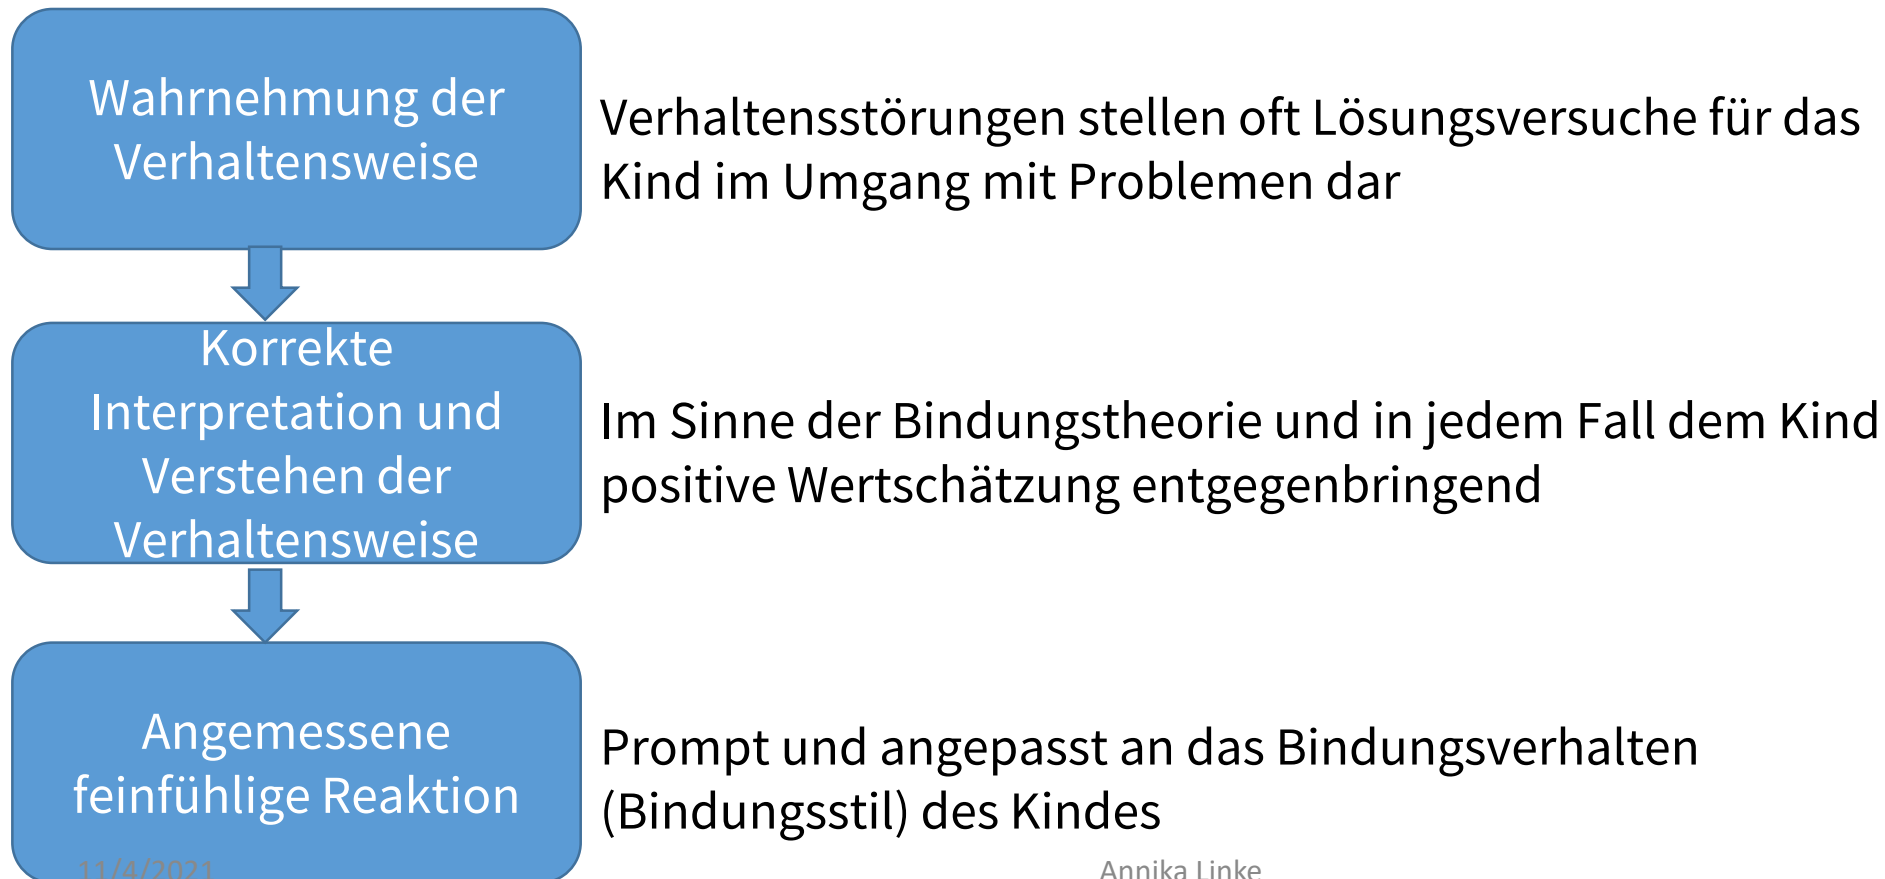 Wahrnehmung der
Verhaltensweise
Verhaltensstörungen stellen oft Lösungsversuche für das
Kind im Umgang mit Problemen dar
Korrekte
Interpretation und
Verstehen der
Verhaltensweise
Im Sinne der Bindungstheorie und in jedem Fall dem Kind
positive Wertschätzung entgegenbringend
Angemessene
feinfühlige Reaktion
Prompt und angepasst an das Bindungsverhalten
(Bindungsstil) des Kindes
11/4/2021
Annika Linke